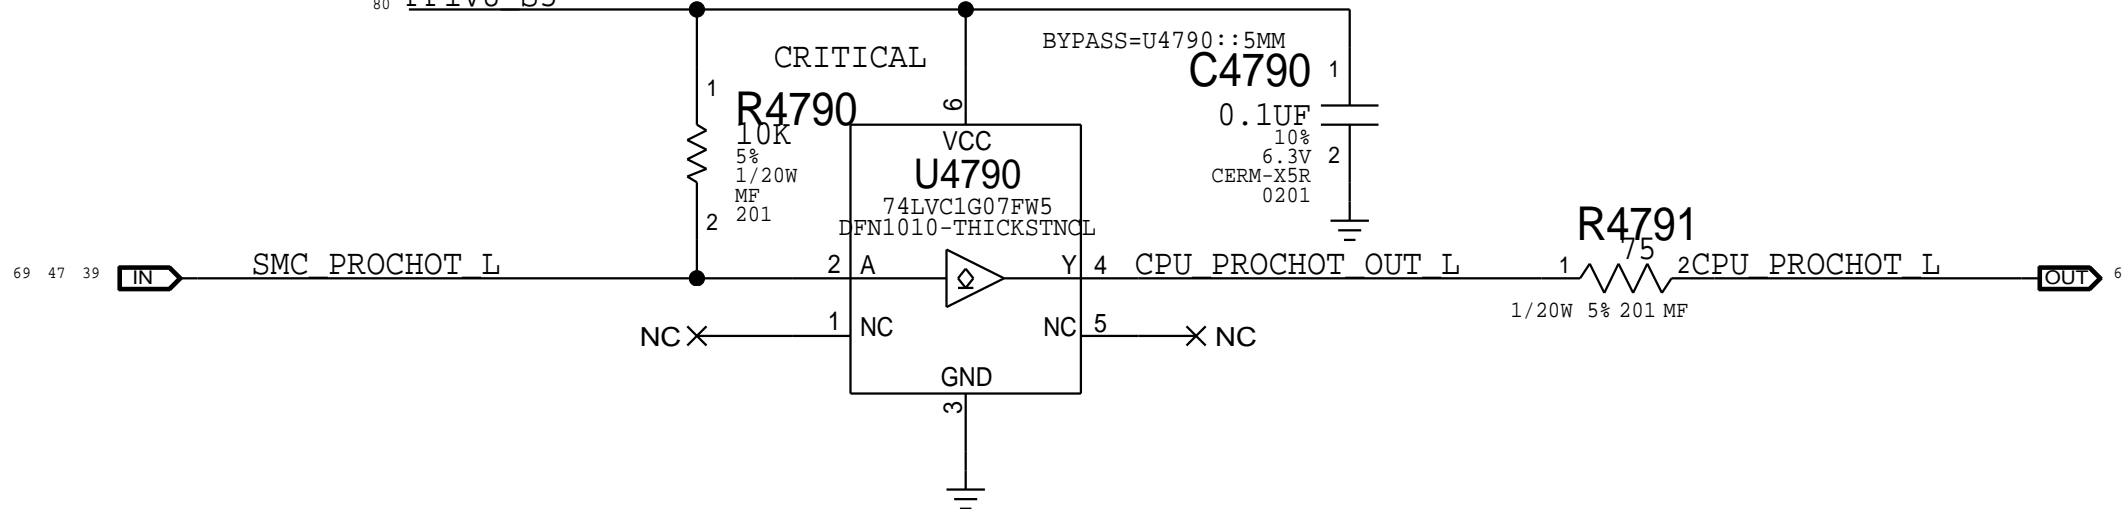 80
BYPASS=U4790::5MM
CRITICAL
C4790
1
1
R4790
6
0.1UF
10K
10%
5%
VCC
6.3V
2
1/20W
U4790
CERM-X5R
MF
0201
201
74LVC1G07FW5
2
DFN1010-THICKSTNCL
R4791
75
69 47 39
IN
SMC_PROCHOT_L
2
A
Y
4
CPU_PROCHOT_OUT_L
1
2
CPU_PROCHOT_L
OUT
6
1/20W 5% 201 MF
NC
1
NC
NC
5
NC
GND
3